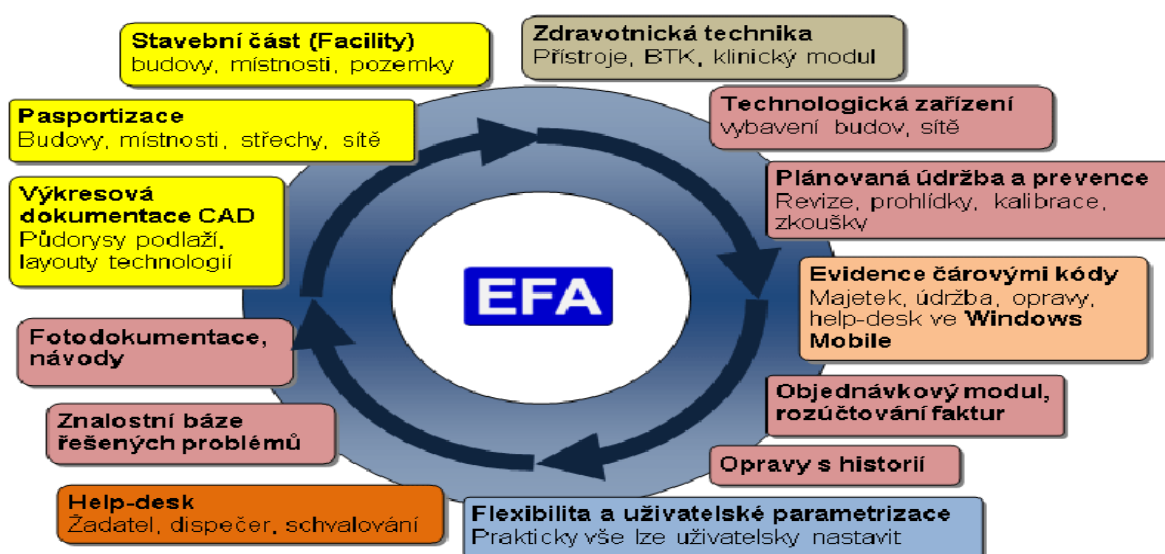 Stavební část (Facility)
budovy, místnosti, pozemky
Zdravotnická technika
Přístroje, BTK, klinický modul
Pasportizace
Budovy, místnosti, střechy, sítě
Technologická zařízení
vybavení budov, sítě
Výkresová
dokumentace CAD
Půdorysy podlaží,
layouty technologií
Plánovaná údržba a prevence
Revize, prohlídky, kalibrace,
zkoušky
EFA
Evidence čárovými kódy
Majetek, údržba, opravy,
help-desk ve Windows
Mobile
Fotodokumentace,
návody
Objednávkový modul,
rozúčtování faktur
Znalostní báze
řešených problémů
Opravy s historií
Help-desk
Žadatel, dispečer, schvalování
Flexibilita a uživatelské parametrizace
Prakticky vše lze uživatelsky nastavit